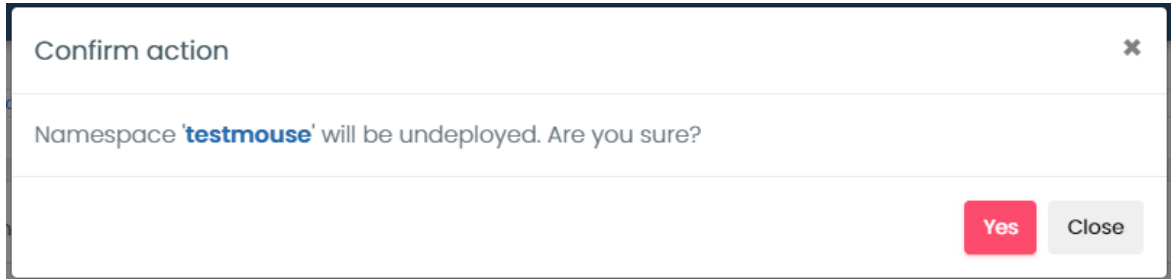 Confirm action
Namespace 'testmouse' will be undeployed. Are you sure?
Yes
Close